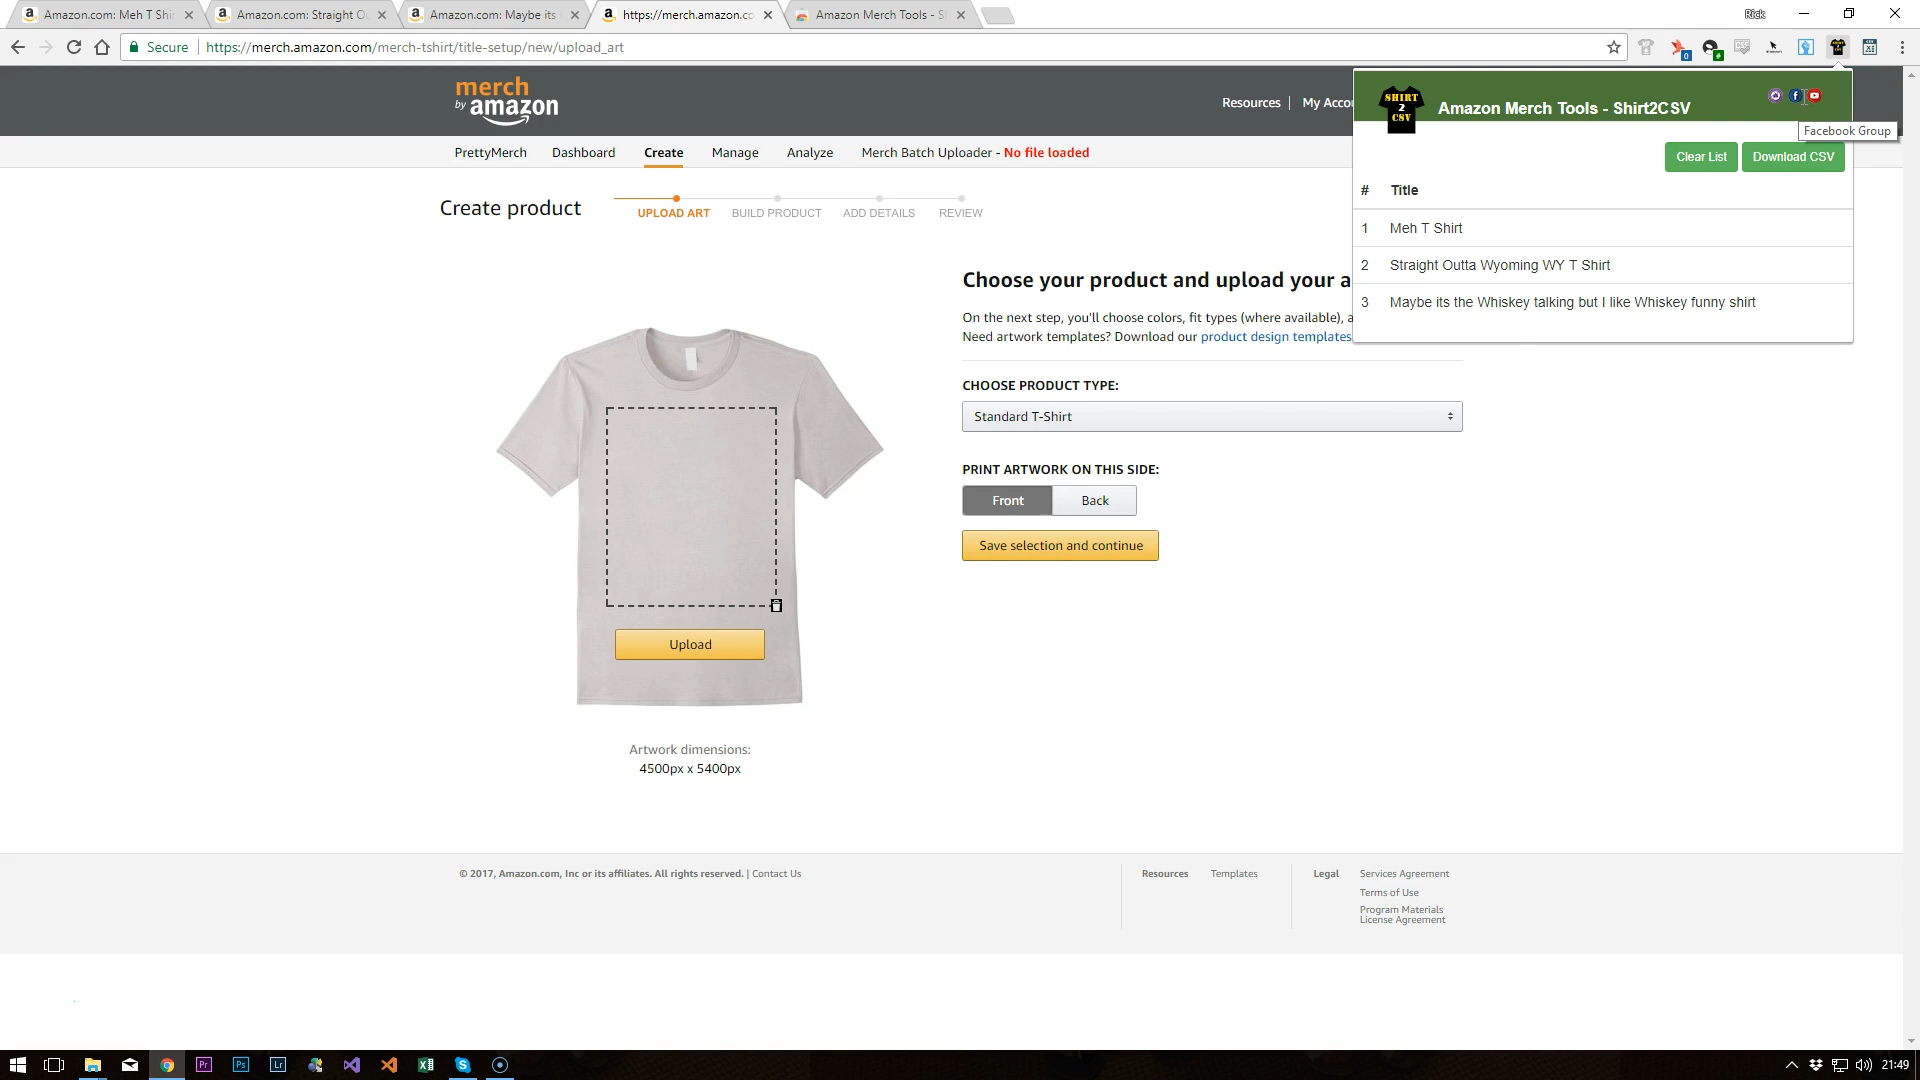 Amazon.com: Meh T Shir
Amazon.com: Straight O
Amazon.com: Maybe its
https://merch.amazon.co
Amazon Merch Tools - S
Rick
Secure
https://merch.amazon.com/merch-tshirt/title-setup/new/upload_art
merch
by amazon
Resources
My Accou
SHIRT
2
CSV
Amazon Merch Tools - Shirt2CSV
Facebook Group
PrettyMerch
Dashboard
Create
Manage
Analyze
Merch Batch Uploader - No file loaded
Clear List
Download CSV
# Title
1 Meh T Shirt
2 Straight Outta Wyoming WY T Shirt
3 Maybe its the Whiskey talking but I like Whiskey funny shirt
Create product
UPLOAD ART
BUILD PRODUCT
ADD DETAILS
REVIEW
Choose your product and upload your a
On the next step, you'll choose colors, fit types (where available), a
Need artwork templates? Download our product design templates
CHOOSE PRODUCT TYPE:
Standard T-Shirt
PRINT ARTWORK ON THIS SIDE:
Front
Back
Save selection and continue
Upload
Artwork dimensions:
4500px x 5400px
© 2017, Amazon.com, Inc or its affiliates. All rights reserved. | Contact Us
Resources
Templates
Legal
Services Agreement
Terms of Use
Program Materials
License Agreement
Pr
Ps
Lr
21:49